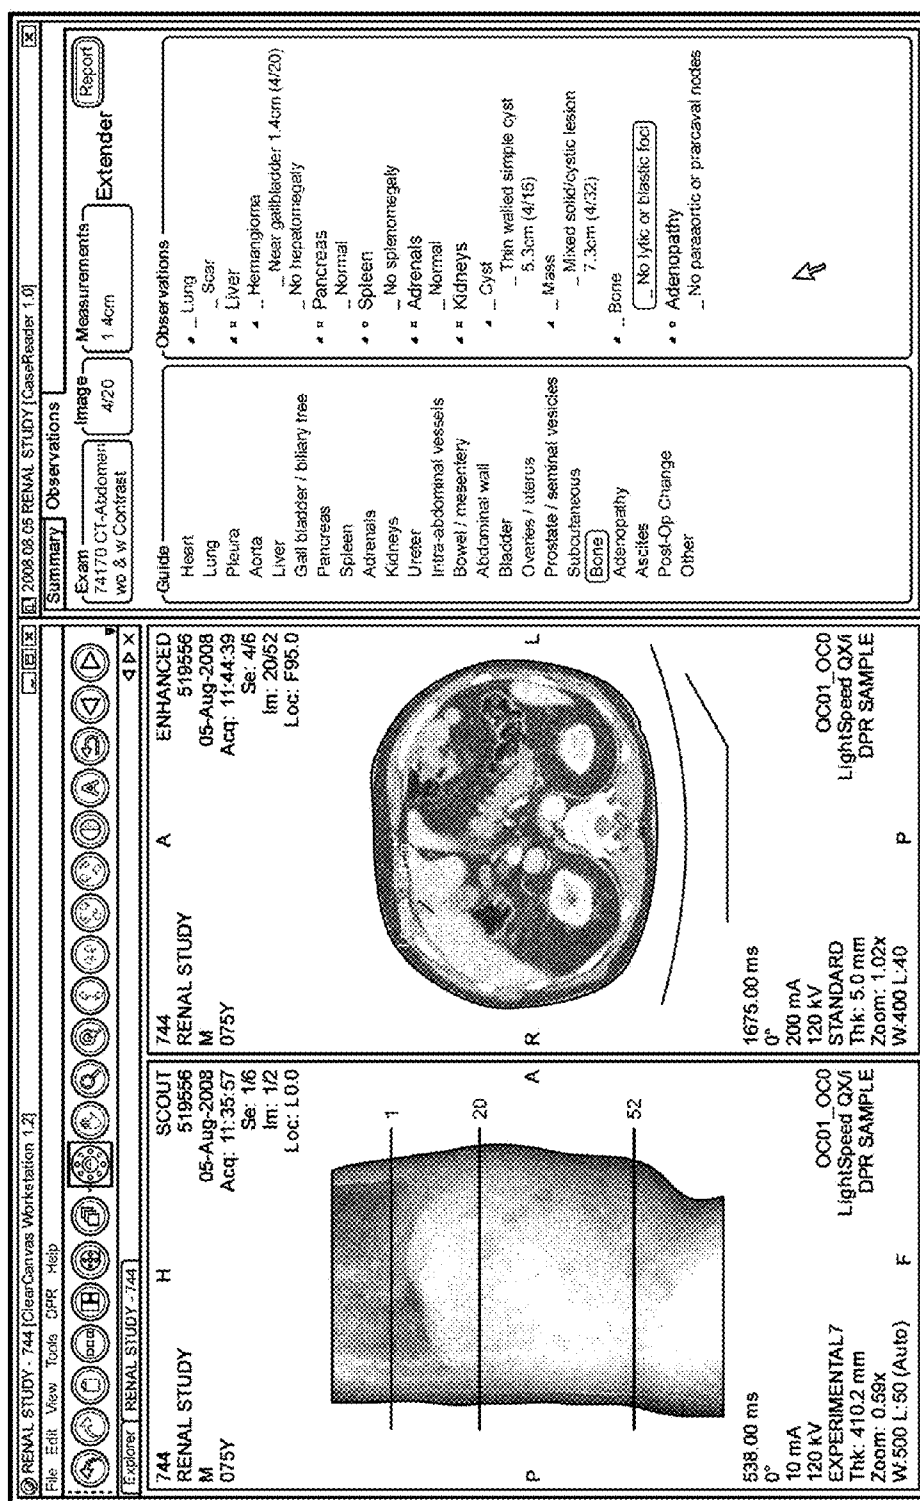 RENAL STUDY - 744 [ClearCanvas Workstation 1.2]
File Edit View Tools DPR Help
Explorer RENAL STUDY - 744
744
RENAL STUDY
M
075Y
H
SCOUT
519556
05-Aug-2008
Acq: 11:35:57
Se: 1/6
Im: 1/2
Loc: L0.0
P
A
1
20
52
538.00 ms
0°
10 mA
120 kV
EXPERIMENTAL7
Thk: 410.2 mm
Zoom: 0.59x
W:500 L:50 (Auto)
F
OC01_OC0
LightSpeed QX/i
DPR SAMPLE
744
RENAL STUDY
M
075Y
A
ENHANCED
519556
05-Aug-2008
Acq: 11:44:39
Se: 4/6
Im: 20/52
Loc: F95.0
R
L
1675.00 ms
0°
200 mA
120 kV
STANDARD
Thk: 5.0 mm
Zoom: 1.02x
W:400 L:40
P
OC01_OC0
LightSpeed QX/i
DPR SAMPLE
2008.08.05 RENAL STUDY [CaseReader 1.0]
Summary Observations
Exam
74170 CT-Abdomen
wo & w Contrast
Image
4/20
Measurements
1.4cm
Extender
Report
Guide
Heart
Lung
Pleura
Aorta
Liver
Gall bladder / biliary tree
Pancreas
Spleen
Adrenals
Kidneys
Ureter
Intra-abdominal vessels
Bowel / mesentery
Abdominal wall
Bladder
Overies / uterus
Prostate / seminal vesicles
Subcutaneous
Bone
Adenopathy
Ascites
Post-Op Change
Other
Observations
Lung
Scar
Liver
Hemangioma
Near gallbladder 1.4cm (4/20)
No hepatomegaly
Pancreas
Normal
Spleen
No splenomegaly
Adrenals
Normal
Kidneys
Cyst
Thin walled simple cyst
5.3cm (4/15)
Mass
Mixed solid/cystic lesion
7.3cm (4/32)
Bone
No lytic or blastic foci
Adenopathy
No paraaortic or prarcaval nodes